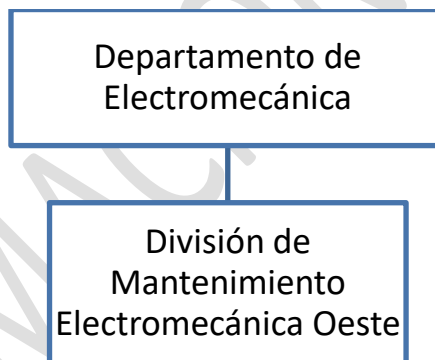 Departamento de
Electromecánica
División de
Mantenimiento
Electromecánica Oeste